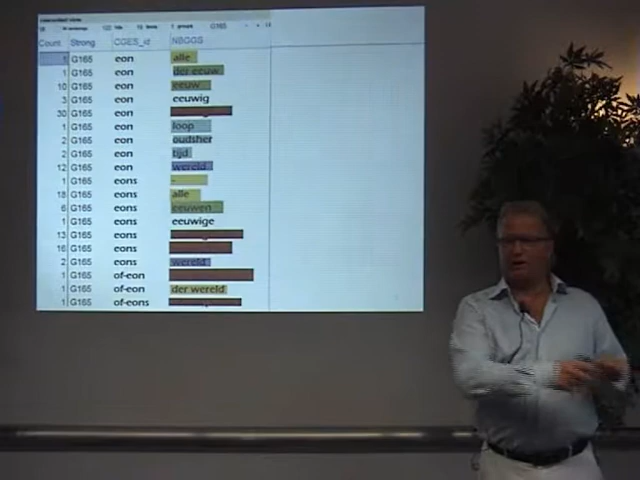 Count Strong CGES_id NBGGS
G165 eon alle
1 G165 eon der eeuw
10 G165 eon eeuw
3 G165 eon eeuwig
30 G165 eon
1 G165 eon loop
2 G165 eon oudsher
2 G165 eon tijd
12 G165 eon wereld
1 G165 eons -
18 G165 eons alle
6 G165 eons eeuwen
1 G165 eons eeuwige
13 G165 eons
16 G165 eons
2 G165 eons wereld
1 G165 of-eon
1 G165 of-eon der wereld
1 G165 of-eons